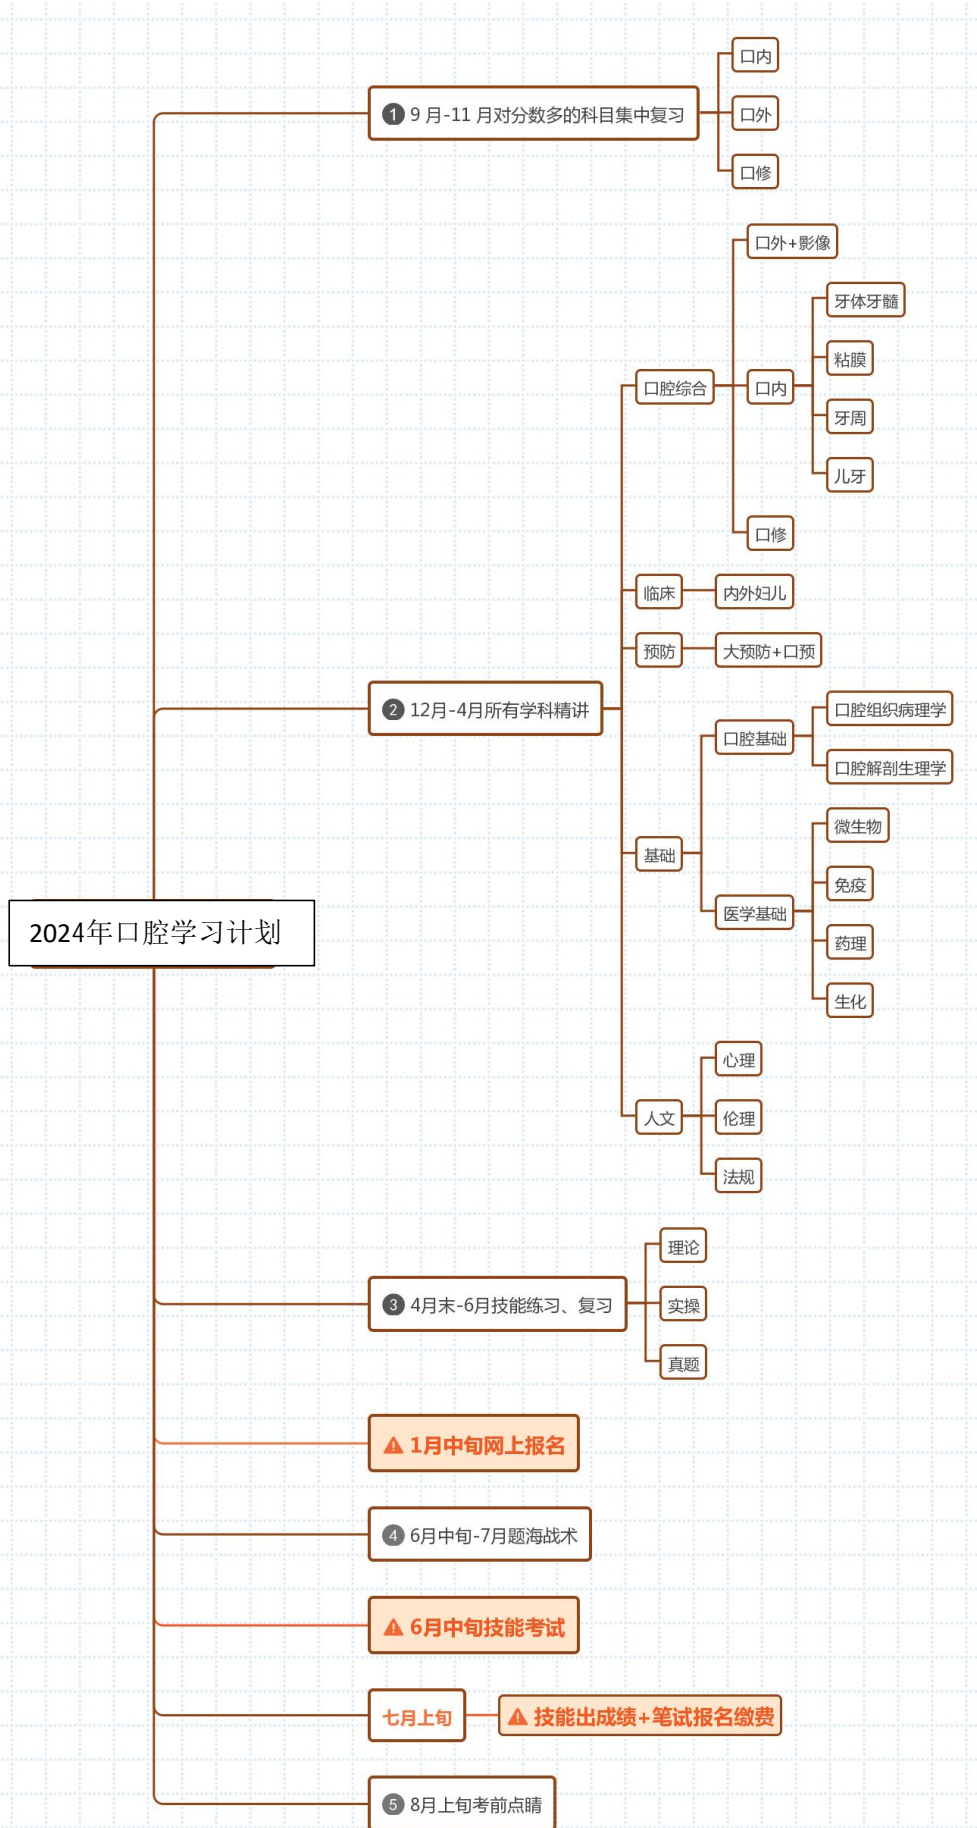 2024年口腔学习计划
1 9 月-11 月对分数多的科目集中复习
口内
口外
口修
2 12月-4月所有学科精讲
口腔综合
口外+影像
口内
牙体牙髓
粘膜
牙周
儿牙
口修
临床
内外妇儿
预防
大预防+口预
基础
口腔基础
口腔组织病理学
口腔解剖生理学
医学基础
微生物
免疫
药理
生化
人文
心理
伦理
法规
3 4月末-6月技能练习、复习
理论
实操
真题
1月中旬网上报名
4 6月中旬-7月题海战术
6月中旬技能考试
七月上旬
技能出成绩+笔试报名缴费
5 8月上旬考前点睛